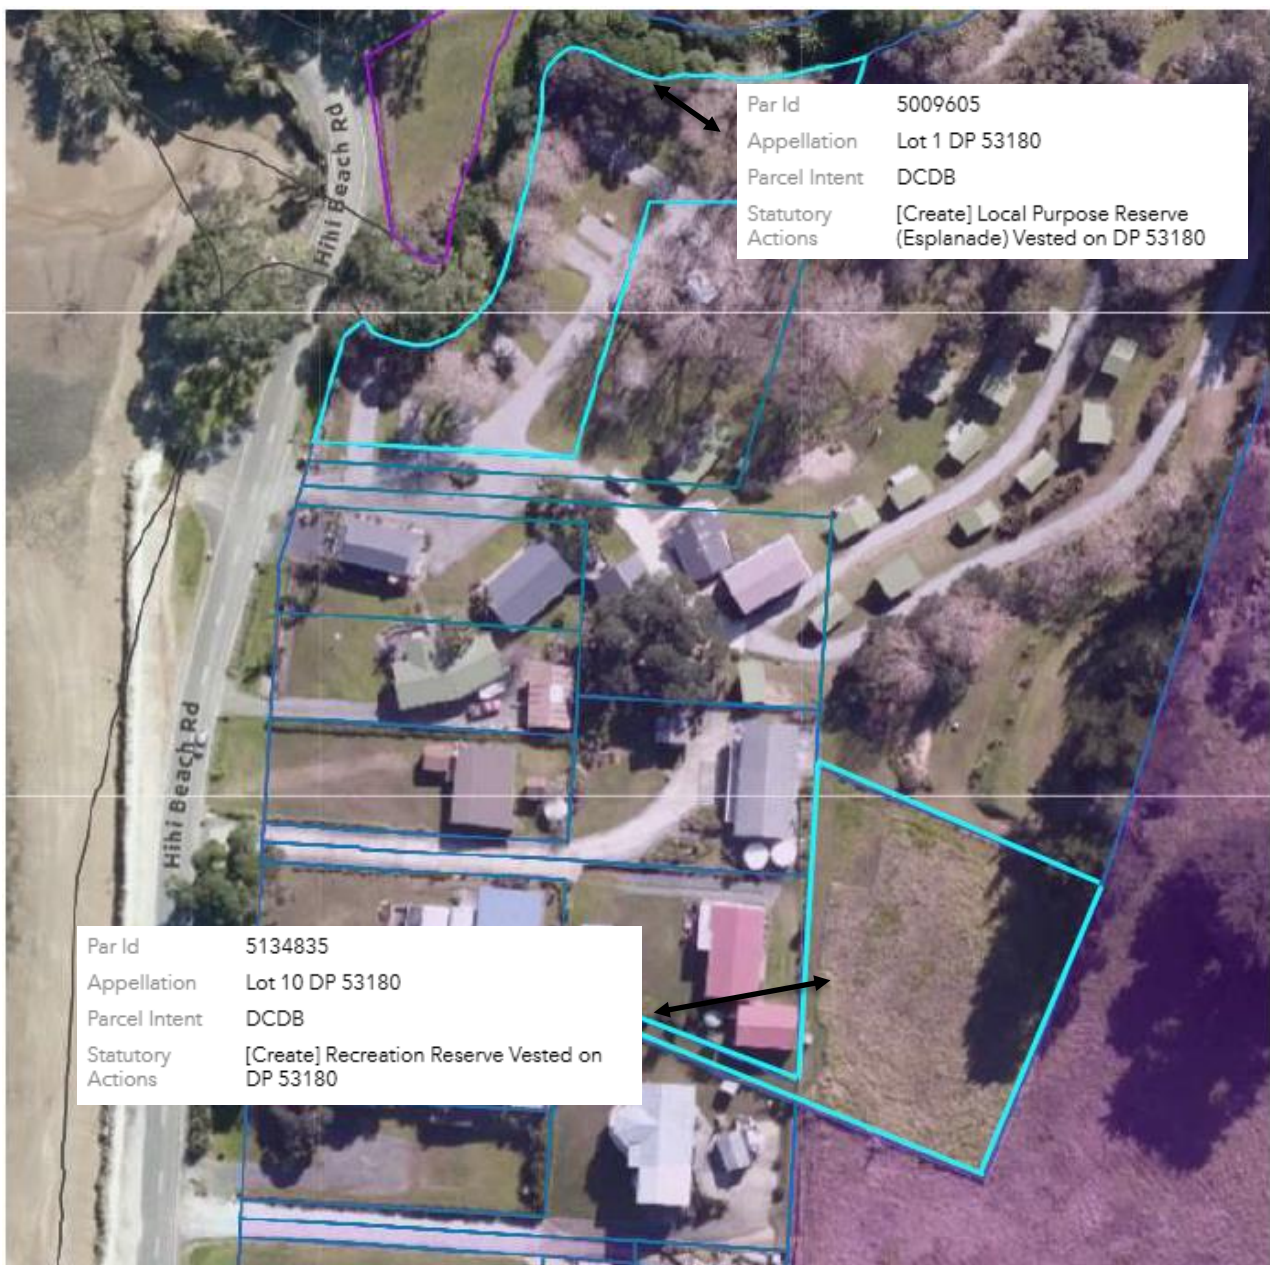 Hihi Beach Rd
Par Id 5009605
Appellation Lot 1 DP 53180
Parcel Intent DCDB
Statutory [Create] Local Purpose Reserve
Actions (Esplanade) Vested on DP 53180
Hihi Beach Rd
Par Id 5134835
Appellation Lot 10 DP 53180
Parcel Intent DCDB
Statutory [Create] Recreation Reserve Vested on
Actions DP 53180